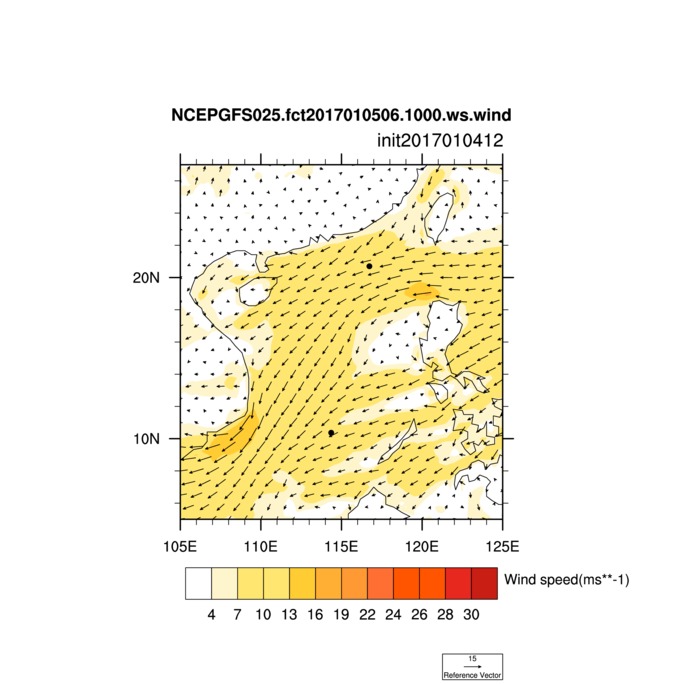 NCEPGFS025.fct2017010506.1000.ws.wind
init2017010412
20N
10N
105E 110E 115E 120E 125E
Wind speed(ms**-1)
4 7 10 13 16 19 22 24 26 28 30
15
Reference Vector